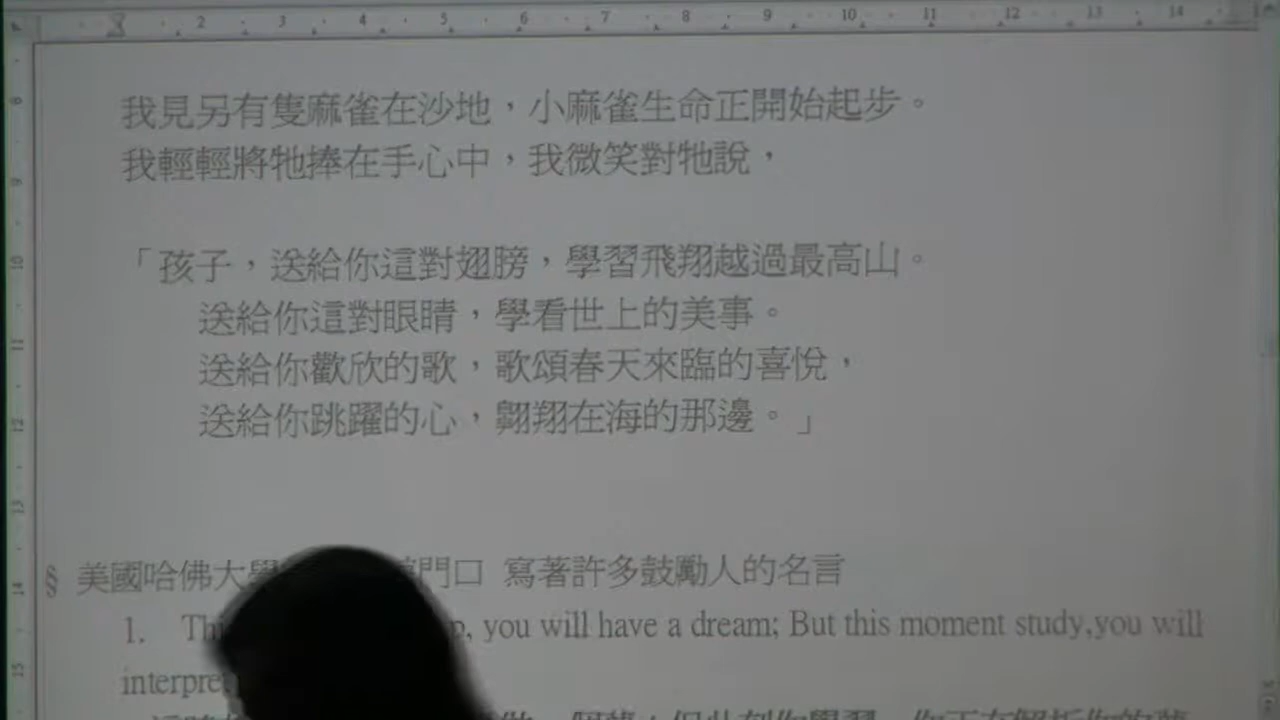 我見另有隻麻雀在沙地，小麻雀生命正開始起步。
我輕輕將牠捧在手心中，我微笑對牠說，
「孩子，送給你這對翅膀，學習飛翔越過最高山。
送給你這對眼睛，學看世上的美事。
送給你歡欣的歌，歌頌春天來臨的喜悅，
送給你跳躍的心，翱翔在海的那邊。」
§ 美國哈佛大學 門口 寫著許多鼓勵人的名言
1. you will have a dream; But this moment study,you will